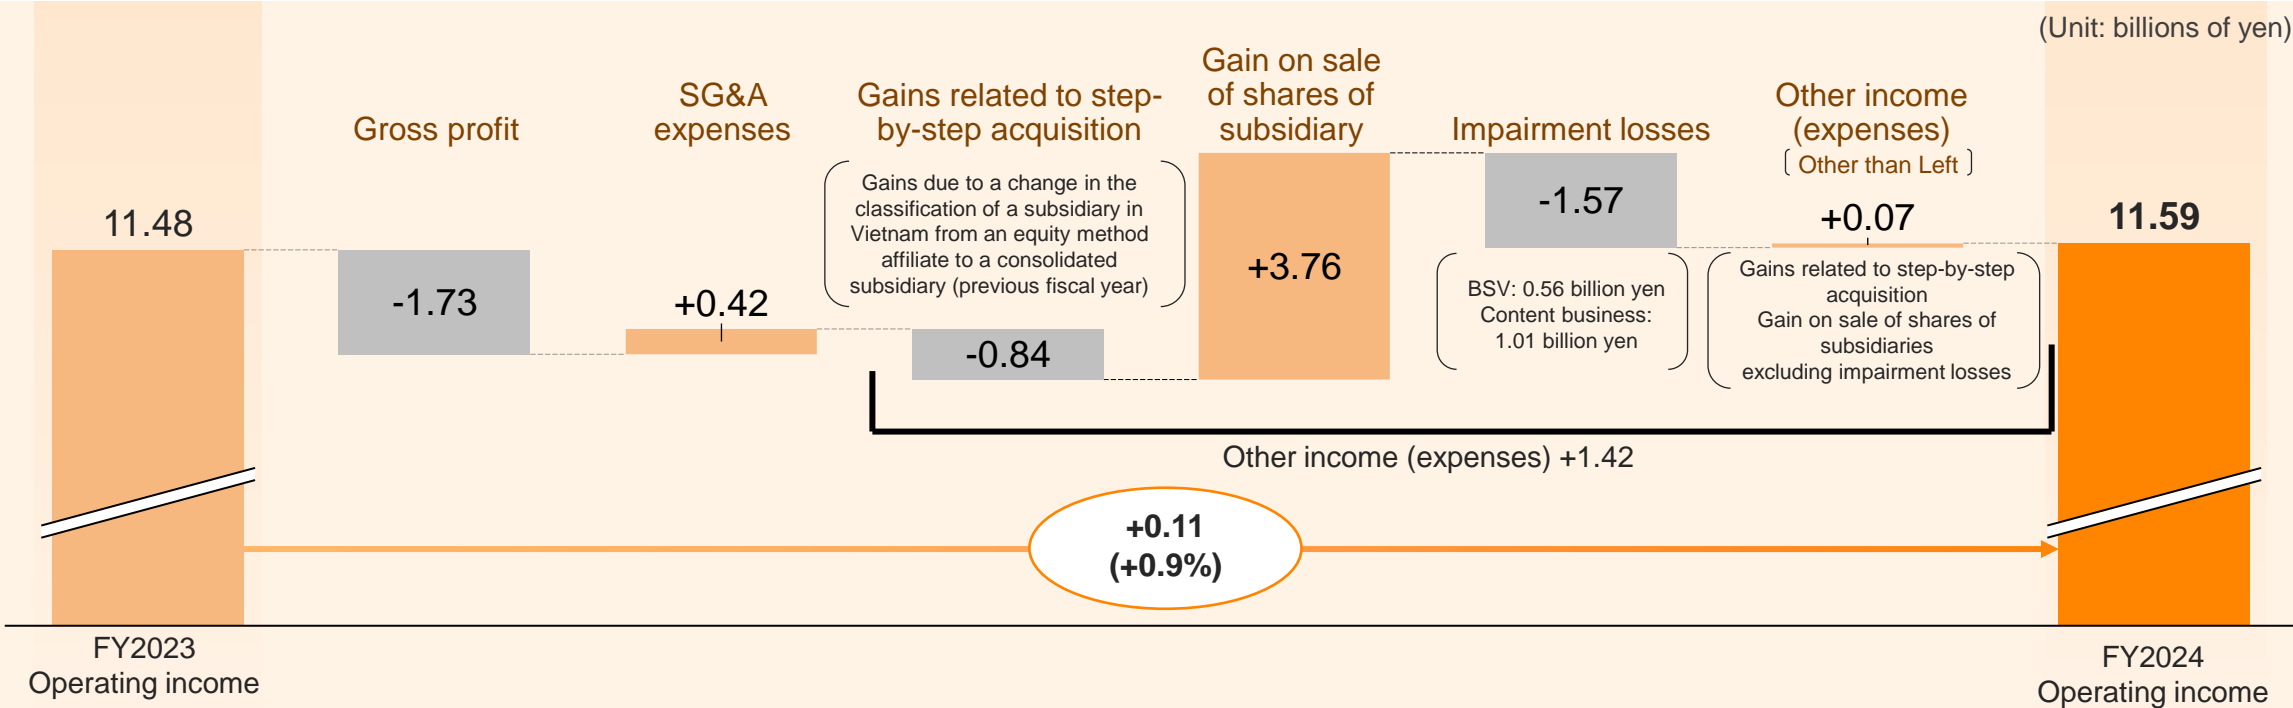 (Unit: billions of yen)
11.48
Gross profit
-1.73
SG&A
expenses
+0.42
Gains related to step-
by-step acquisition
Gains due to a change in the
classification of a subsidiary in
Vietnam from an equity method
affiliate to a consolidated
subsidiary (previous fiscal year)
-0.84
Gain on sale
of shares of
subsidiary
+3.76
Impairment losses
-1.57
BSV: 0.56 billion yen
Content business:
1.01 billion yen
Other income
(expenses)
[ Other than Left ]
+0.07
Gains related to step-by-step
acquisition
Gain on sale of shares of
subsidiaries
excluding impairment losses
11.59
Other income (expenses) +1.42
+0.11
(+0.9%)
FY2023
Operating income
FY2024
Operating income